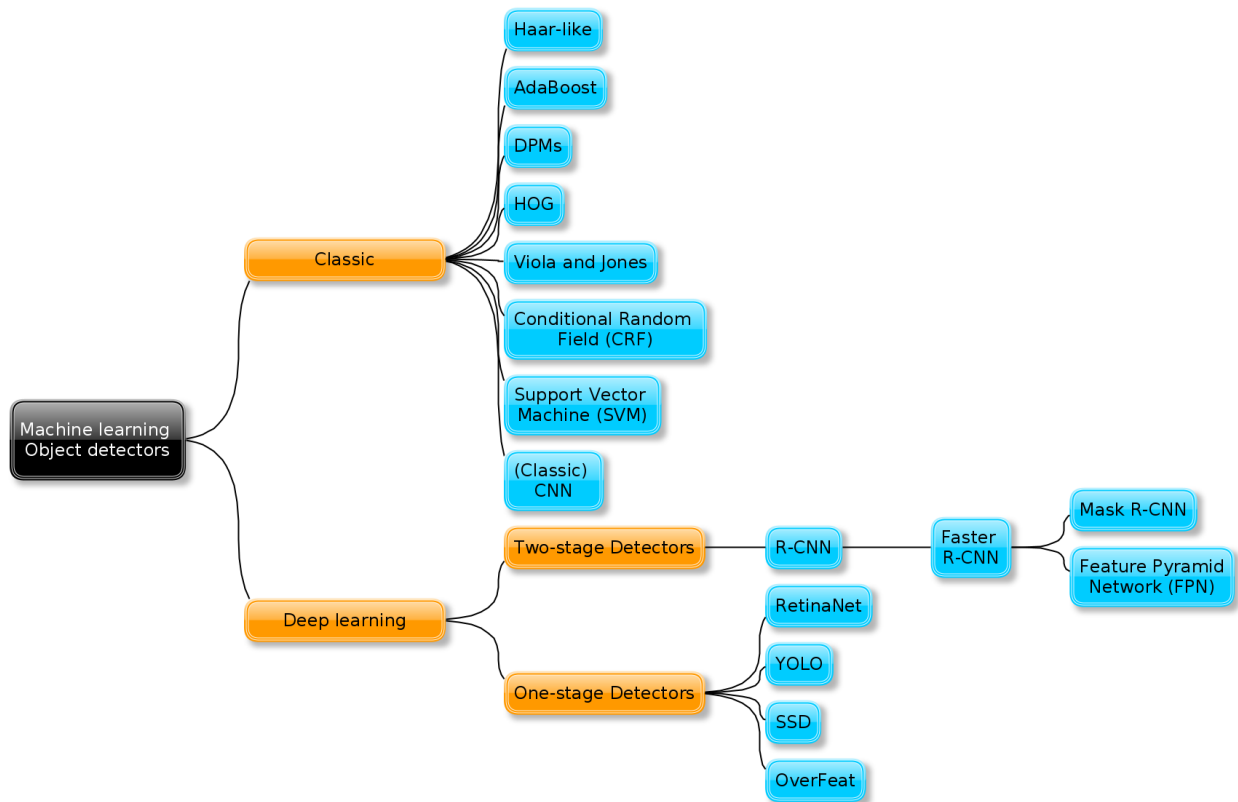 Haar-like
AdaBoost
DPMs
HOG
Classic
Viola and Jones
Conditional Random
Field (CRF)
Support Vector
Machine (SVM)
Machine learning
Object detectors
(Classic)
CNN
Two-stage Detectors
R-CNN
Faster
R-CNN
Mask R-CNN
Feature Pyramid
Network (FPN)
Deep learning
RetinaNet
YOLO
One-stage Detectors
SSD
OverFeat